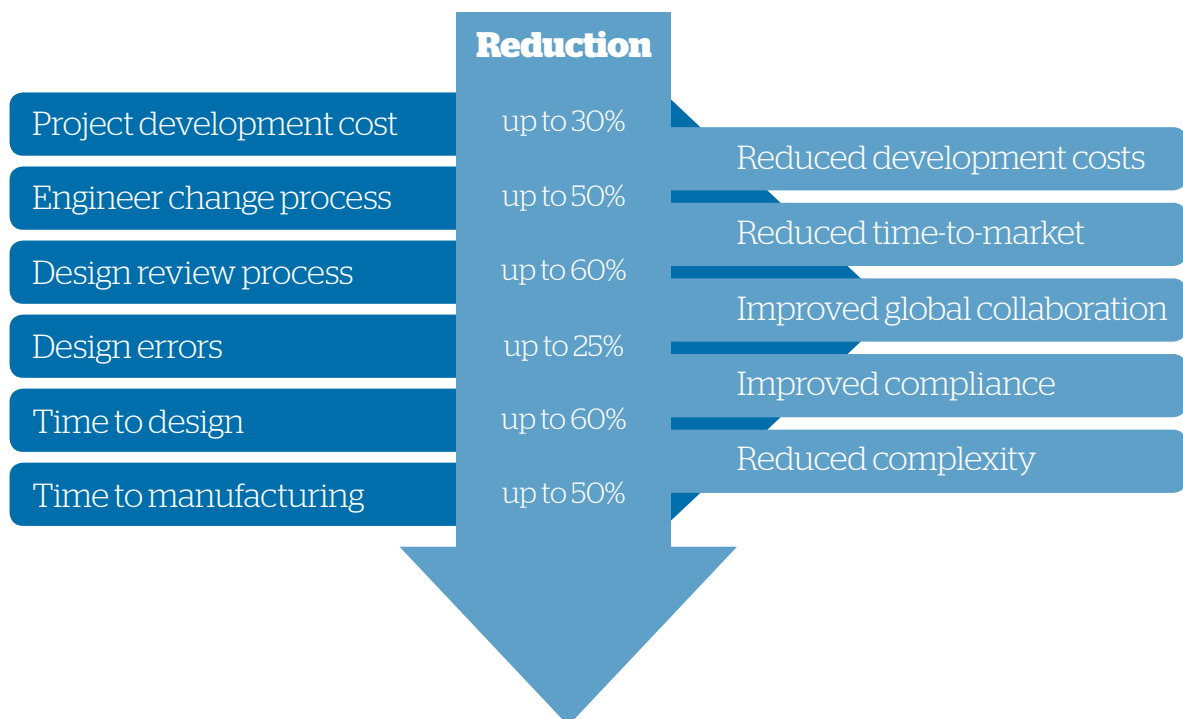 Reduction
Project development cost
up to 30%
Engineer change process
up to 50%
Design review process
up to 60%
Design errors
up to 25%
Time to design
up to 60%
Time to manufacturing
up to 50%
Reduced development costs
Reduced time-to-market
Improved global collaboration
Improved compliance
Reduced complexity